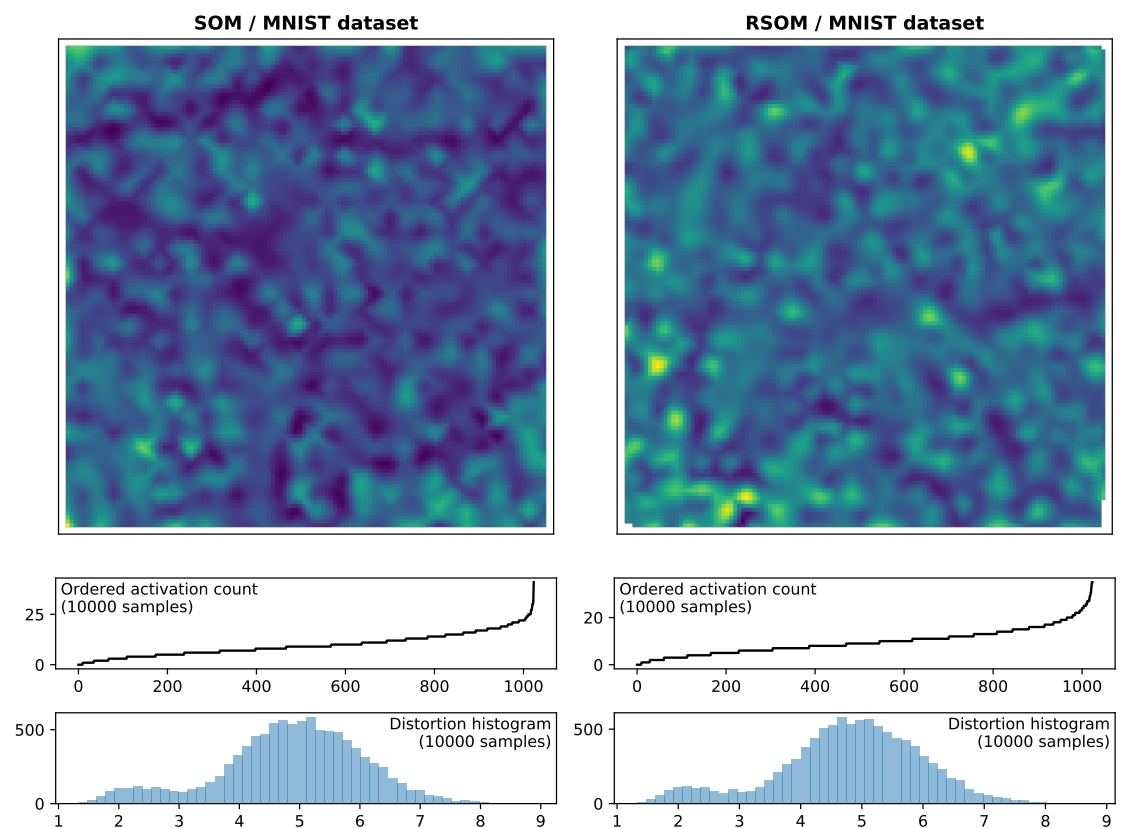 SOM / MNIST dataset
RSOM / MNIST dataset
Ordered activation count
(10000 samples)
25
0
0 200 400 600 800 1000
Ordered activation count
(10000 samples)
20
0
0 200 400 600 800 1000
Distortion histogram
(10000 samples)
500
0
1 2 3 4 5 6 7 8 9
Distortion histogram
(10000 samples)
500
0
1 2 3 4 5 6 7 8 9